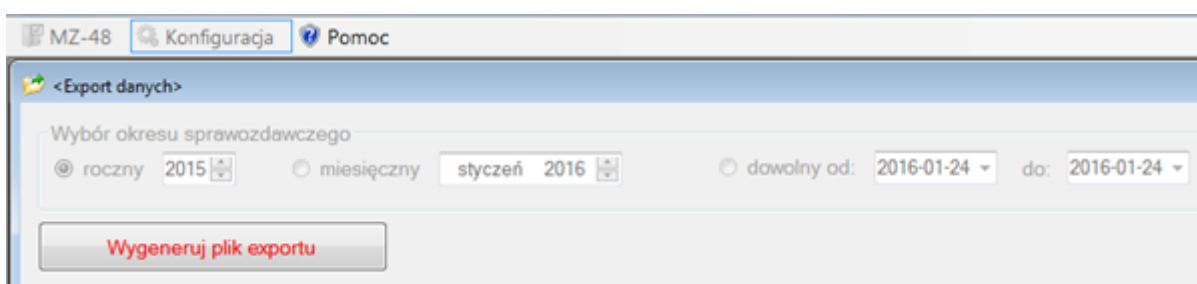 MZ-48 Konfiguracja Pomoc
<Export danych>
Wybór okresu sprawozdawczego
roczny 2015 miesięczny styczeń 2016 dowolny od: 2016-01-24 do: 2016-01-24
Wygeneruj plik exportu